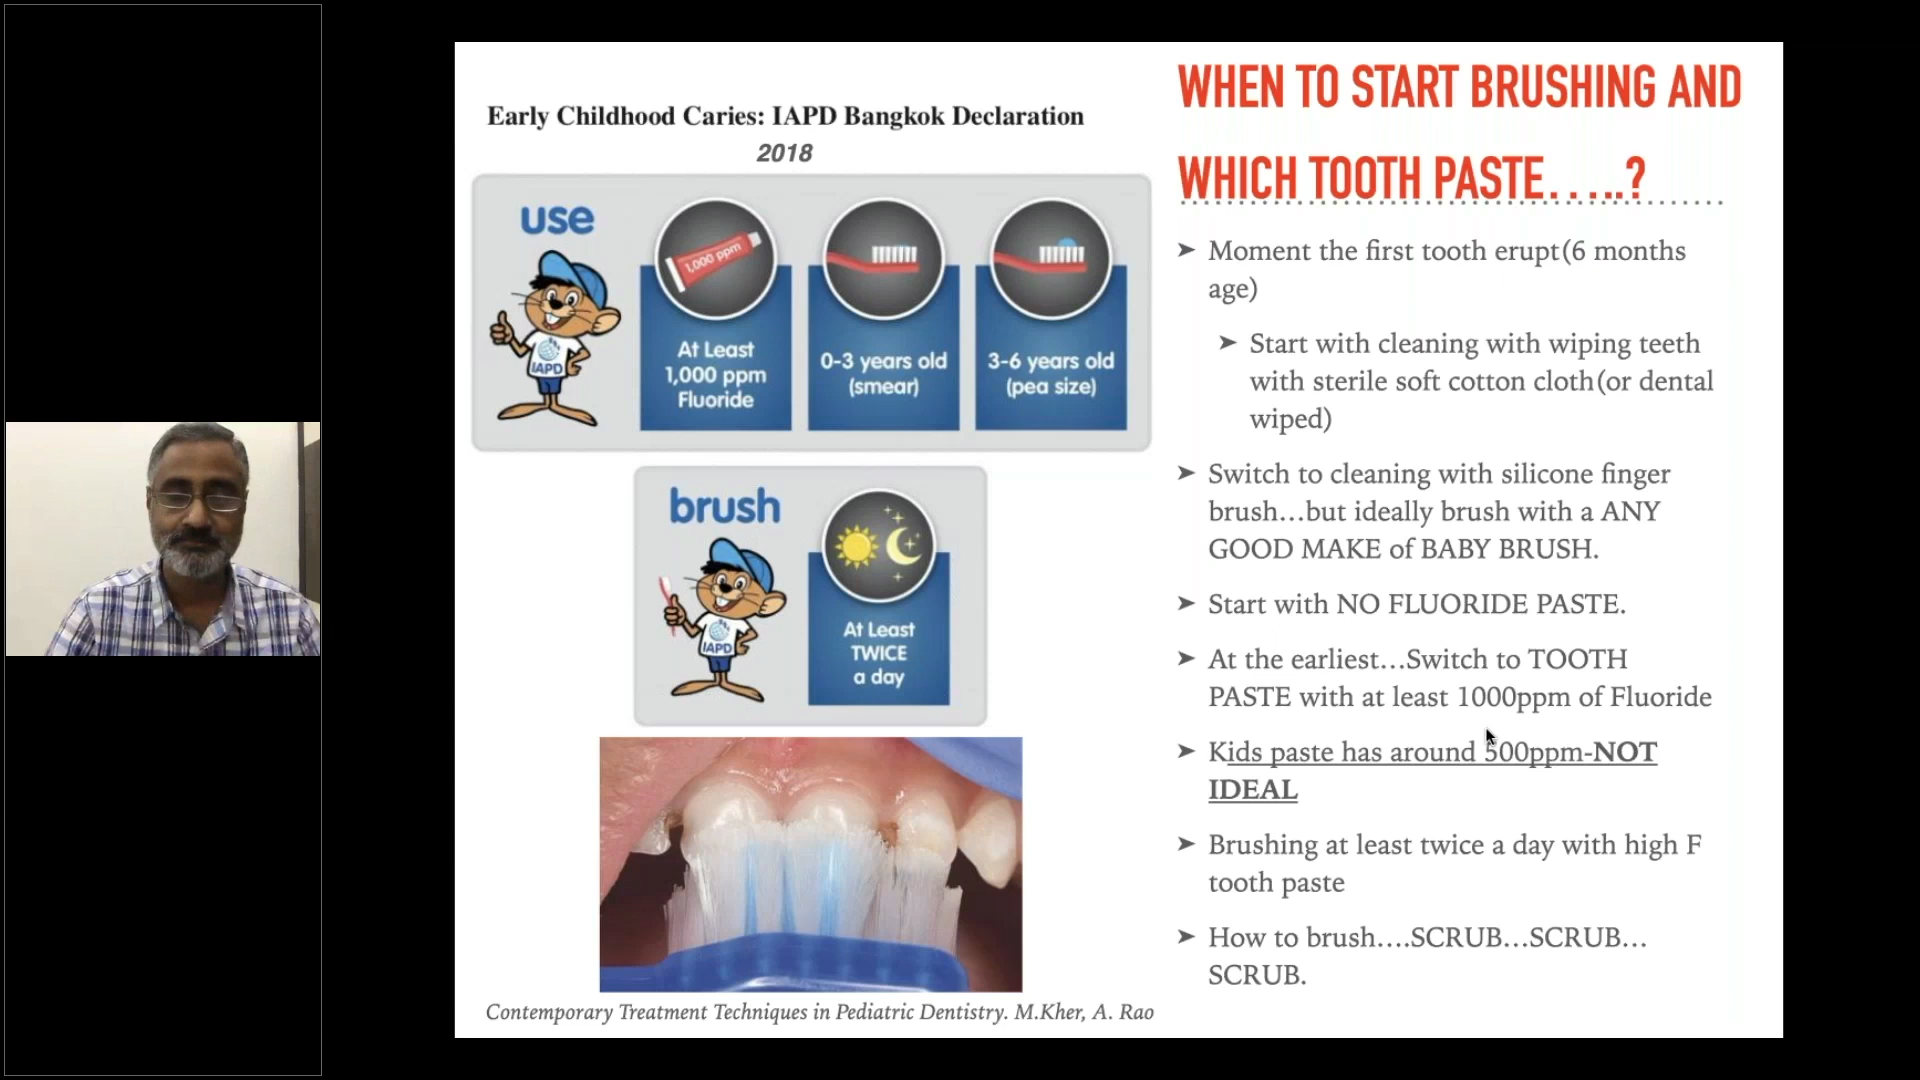 Early Childhood Caries: IAPD Bangkok Declaration
2018
use
1,000 ppm
IAPD
At Least
1,000 ppm
Fluoride
0-3 years old
(smear)
3-6 years old
(pea size)
brush
IAPD
At Least
TWICE
a day
Contemporary Treatment Techniques in Pediatric Dentistry. M.Kher, A. Rao
WHEN TO START BRUSHING AND
WHICH TOOTH PASTE.....?
➤ Moment the first tooth erupt(6 months
age)
➤ Start with cleaning with wiping teeth
with sterile soft cotton cloth(or dental
wiped)
➤ Switch to cleaning with silicone finger
brush...but ideally brush with a ANY
GOOD MAKE of BABY BRUSH.
➤ Start with NO FLUORIDE PASTE.
➤ At the earliest...Switch to TOOTH
PASTE with at least 1000ppm of Fluoride
➤ Kids paste has around 500ppm-NOT
IDEAL
➤ Brushing at least twice a day with high F
tooth paste
➤ How to brush....SCRUB...SCRUB...
SCRUB.